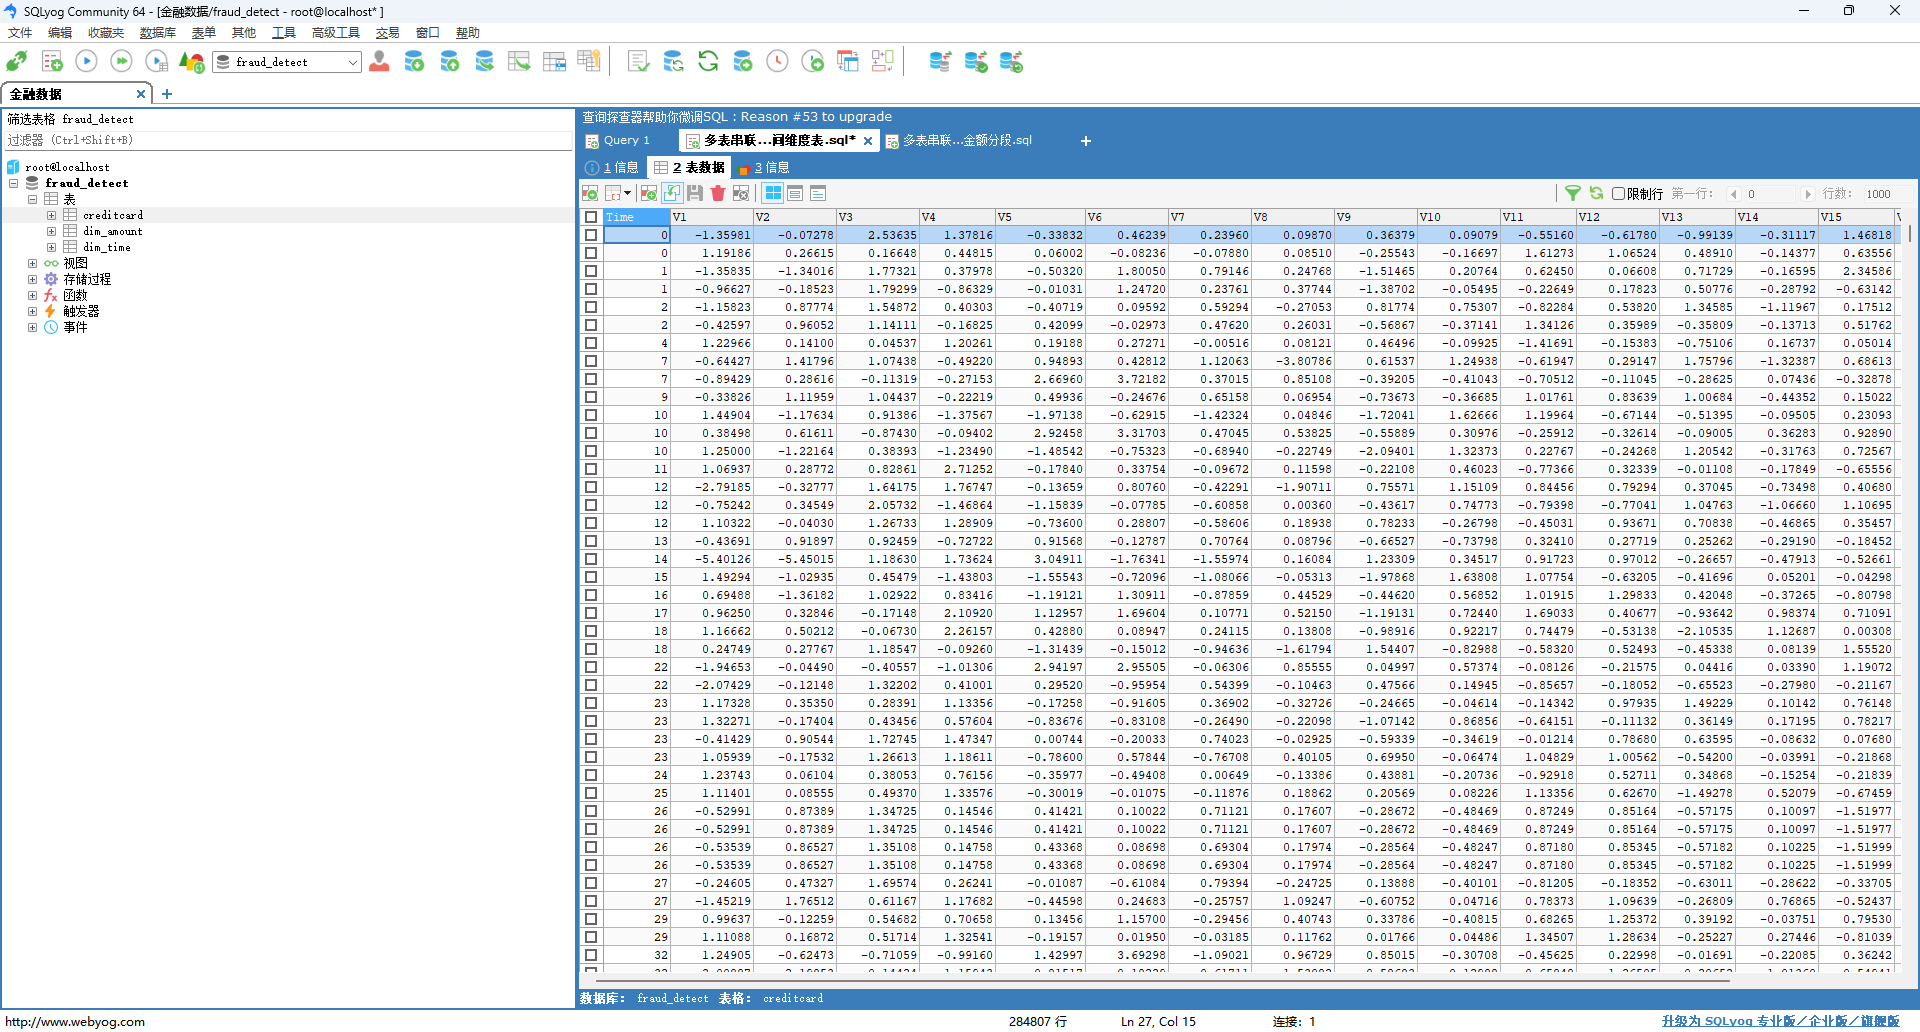 SQLyog Community 64 - [金融数据/fraud_detect - root@localhost* ]
文件 编辑 收藏夹 数据库 表单 其他 工具 高级工具 交易 窗口 帮助
fraud_detect
金融数据
筛选表格 fraud_detect
过滤器 (Ctrl+Shift+B)
root@localhost
fraud_detect
表
creditcard
dim_amount
dim_time
视图
存储过程
函数
触发器
事件
查询探查器帮助你微调SQL : Reason #53 to upgrade
Query 1 多表串联...间维度表.sql* 多表串联...金额分段.sql
1 信息 2 表数据 3 信息
限制行 第一行: 0 行数: 1000
Time V1 V2 V3 V4 V5 V6 V7 V8 V9 V10 V11 V12 V13 V14 V15
0 -1.35981 -0.07278 2.53635 1.37816 -0.33832 0.46239 0.23960 0.09870 0.36379 0.09079 -0.55160 -0.61780 -0.99139 -0.31117 1.46818
0 1.19186 0.26615 0.16648 0.44815 0.06002 -0.08236 -0.07880 0.08510 -0.25543 -0.16697 1.61273 1.06524 0.48910 -0.14377 0.63556
1 -1.35835 -1.34016 1.77321 0.37978 -0.50320 1.80050 0.79146 0.24768 -1.51465 0.20764 0.62450 0.06608 0.71729 -0.16595 2.34586
1 -0.96627 -0.18523 1.79299 -0.86329 -0.01031 1.24720 0.23761 0.37744 -1.38702 -0.05495 -0.22649 0.17823 0.50776 -0.28792 -0.63142
2 -1.15823 0.87774 1.54872 0.40303 -0.40719 0.09592 0.59294 -0.27053 0.81774 0.75307 -0.82284 0.53820 1.34585 -1.11967 0.17512
2 -0.42597 0.96052 1.14111 -0.16825 0.42099 -0.02973 0.47620 0.26031 -0.56867 -0.37141 1.34126 0.35989 -0.35809 -0.13713 0.51762
4 1.22966 0.14100 0.04537 1.20261 0.19188 0.27271 -0.00516 0.08121 0.46496 -0.09925 -1.41691 -0.15383 -0.75106 0.16737 0.05014
7 -0.64427 1.41796 1.07438 -0.49220 0.94893 0.42812 1.12063 -3.80786 0.61537 1.24938 -0.61947 0.29147 1.75796 -1.32387 0.68613
7 -0.89429 0.28616 -0.11319 -0.27153 2.66960 3.72182 0.37015 0.85108 -0.39205 -0.41043 -0.70512 -0.11045 -0.28625 0.07436 -0.32878
9 -0.33826 1.11959 1.04437 -0.22219 0.49936 -0.24676 0.65158 0.06954 -0.73673 -0.36685 1.01761 0.83639 1.00684 -0.44352 0.15022
10 1.44904 -1.17634 0.91386 -1.37567 -1.97138 -0.62915 -1.42324 0.04846 -1.72041 1.62666 1.19964 -0.67144 -0.51395 -0.09505 0.23093
10 0.38498 0.61611 -0.87430 -0.09402 2.92458 3.31703 0.47045 0.53825 -0.55889 0.30976 -0.25912 -0.32614 -0.09005 0.36283 0.92890
10 1.25000 -1.22164 0.38393 -1.23490 -1.48542 -0.75323 -0.68940 -0.22749 -2.09401 1.32373 0.22767 -0.24268 1.20542 -0.31763 0.72567
11 1.06937 0.28772 0.82861 2.71252 -0.17840 0.33754 -0.09672 0.11598 -0.22108 0.46023 -0.77366 0.32339 -0.01108 -0.17849 -0.65556
12 -2.79185 -0.32777 1.64175 1.76747 -0.13659 0.80760 -0.42291 -1.90711 0.75571 1.15109 0.84456 0.79294 0.37045 -0.73498 0.40680
12 -0.75242 0.34549 2.05732 -1.46864 -1.15839 -0.07785 -0.60858 0.00360 -0.43617 0.74773 -0.79398 -0.77041 1.04763 -1.06660 1.10695
12 1.10322 -0.04030 1.26733 1.28909 -0.73600 0.28807 -0.58606 0.18938 0.78233 -0.26798 -0.45031 0.93671 0.70838 -0.46865 0.35457
13 -0.43691 0.91897 0.92459 -0.72722 0.91568 -0.12787 0.70764 0.08796 -0.66527 -0.73798 0.32410 0.27719 0.25262 -0.29190 -0.18452
14 -5.40126 -5.45015 1.18630 1.73624 3.04911 -1.76341 -1.55974 0.16084 1.23309 0.34517 0.91723 0.97012 -0.26657 -0.47913 -0.52661
15 1.49294 -1.02935 0.45479 -1.43803 -1.55543 -0.72096 -1.08066 -0.05313 -1.97868 1.63808 1.07754 -0.63205 -0.41696 0.05201 -0.04298
16 0.69488 -1.36182 1.02922 0.83416 -1.19121 1.30911 -0.87859 0.44529 -0.44620 0.56852 1.01915 1.29833 0.42048 -0.37265 -0.80798
17 0.96250 0.32846 -0.17148 2.10920 1.12957 1.69604 0.10771 0.52150 -1.19131 0.72440 1.69033 0.40677 -0.93642 0.98374 0.71091
18 1.16662 0.50212 -0.06730 2.26157 0.42880 0.08947 0.24115 0.13808 -0.98916 0.92217 0.74479 -0.53138 -2.10535 1.12687 0.00308
18 0.24749 0.27767 1.18547 -0.09260 -1.31439 -0.15012 -0.94636 -1.61794 1.54407 -0.82988 -0.58320 0.52493 -0.45338 0.08139 1.55520
22 -1.94653 -0.04490 -0.40557 -1.01306 2.94197 2.95505 -0.06306 0.85555 0.04997 0.57374 -0.08126 -0.21575 0.04416 0.03390 1.19072
22 -2.07429 -0.12148 1.32202 0.41001 0.29520 -0.95954 0.54399 -0.10463 0.47566 0.14945 -0.85657 -0.18052 -0.65523 -0.27980 -0.21167
23 1.17328 0.35350 0.28391 1.13356 -0.17258 -0.91605 0.36902 -0.32726 -0.24665 -0.04614 -0.14342 0.97935 1.49229 0.10142 0.76148
23 1.32271 -0.17404 0.43456 0.57604 -0.83676 -0.83108 -0.26490 -0.22098 -1.07142 0.86856 -0.64151 -0.11132 0.36149 0.17195 0.78217
23 -0.41429 0.90544 1.72745 1.47347 0.00744 -0.20033 0.74023 -0.02925 -0.59339 -0.34619 -0.01214 0.78680 0.63595 -0.08632 0.07680
23 1.05939 -0.17532 1.26613 1.18611 -0.78600 0.57844 -0.76708 0.40105 0.69950 -0.06474 1.04829 1.00562 -0.54200 -0.03991 -0.21868
24 1.23743 0.06104 0.38053 0.76156 -0.35977 -0.49408 0.00649 -0.13386 0.43881 -0.20736 -0.92918 0.52711 0.34868 -0.15254 -0.21839
25 1.11401 0.08555 0.49370 1.33576 -0.30019 -0.01075 -0.11876 0.18862 0.20569 0.08226 1.13356 0.62670 -1.49278 0.52079 -0.67459
26 -0.52991 0.87389 1.34725 0.14546 0.41421 0.10022 0.71121 0.17607 -0.28672 -0.48469 0.87249 0.85164 -0.57175 0.10097 -1.51977
26 -0.52991 0.87389 1.34725 0.14546 0.41421 0.10022 0.71121 0.17607 -0.28672 -0.48469 0.87249 0.85164 -0.57175 0.10097 -1.51977
26 -0.53539 0.86527 1.35108 0.14758 0.43368 0.08698 0.69304 0.17974 -0.28564 -0.48247 0.87180 0.85345 -0.57182 0.10225 -1.51999
26 -0.53539 0.86527 1.35108 0.14758 0.43368 0.08698 0.69304 0.17974 -0.28564 -0.48247 0.87180 0.85345 -0.57182 0.10225 -1.51999
27 -0.24605 0.47327 1.69574 0.26241 -0.01087 -0.61084 0.79394 -0.24725 0.13888 -0.40101 -0.81205 -0.18352 -0.63011 -0.28622 -0.33705
27 -1.45219 1.76512 0.61167 1.17682 -0.44598 0.24683 -0.25757 1.09247 -0.60752 0.04716 0.78373 1.09639 -0.26809 0.76865 -0.52437
29 0.99637 -0.12259 0.54682 0.70658 0.13456 1.15700 -0.29456 0.40743 0.33786 -0.40815 0.68265 1.25372 0.39192 -0.03751 0.79530
29 1.11088 0.16872 0.51714 1.32541 -0.19157 0.01950 -0.03185 0.11762 0.01766 0.04486 1.34507 1.28634 -0.25227 0.27446 -0.81039
32 1.24905 -0.62473 -0.71059 -0.99160 1.42997 3.69298 -1.09021 0.96729 0.85015 -0.30708 -0.45625 0.22998 -0.01691 -0.22085 0.36242
数据库: fraud_detect 表格: creditcard
http://www.webyog.com 284807 行 Ln 27, Col 15 连接: 1 升级为 SQLyog 专业版/企业版/旗舰版